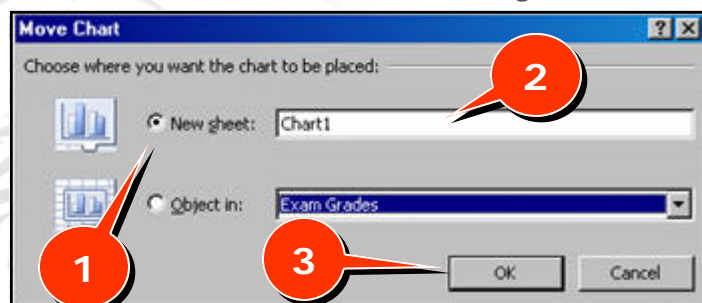 Move Chart
Choose where you want the chart to be placed:
2
New sheet: Chart1
Object in: Exam Grades
1
3
OK Cancel